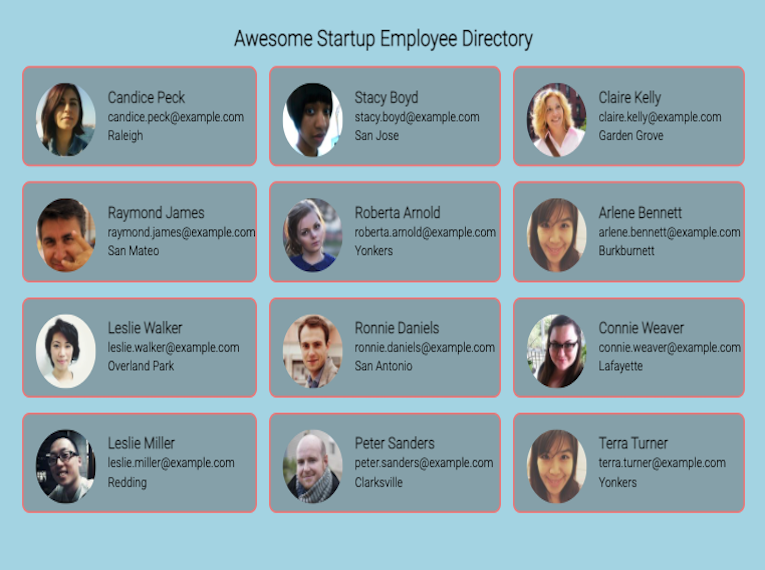 Awesome Startup Employee Directory
Candice Peck
candice.peck@example.com
Raleigh
Stacy Boyd
stacy.boyd@example.com
San Jose
Claire Kelly
claire.kelly@example.com
Garden Grove
Raymond James
raymond.james@example.com
San Mateo
Roberta Arnold
roberta.arnold@example.com
Yonkers
Arlene Bennett
arlene.bennett@example.com
Burkburnett
Leslie Walker
leslie.walker@example.com
Overland Park
Ronnie Daniels
ronnie.daniels@example.com
San Antonio
Connie Weaver
connie.weaver@example.com
Lafayette
Leslie Miller
leslie.miller@example.com
Redding
Peter Sanders
peter.sanders@example.com
Clarksville
Terra Turner
terra.turner@example.com
Yonkers